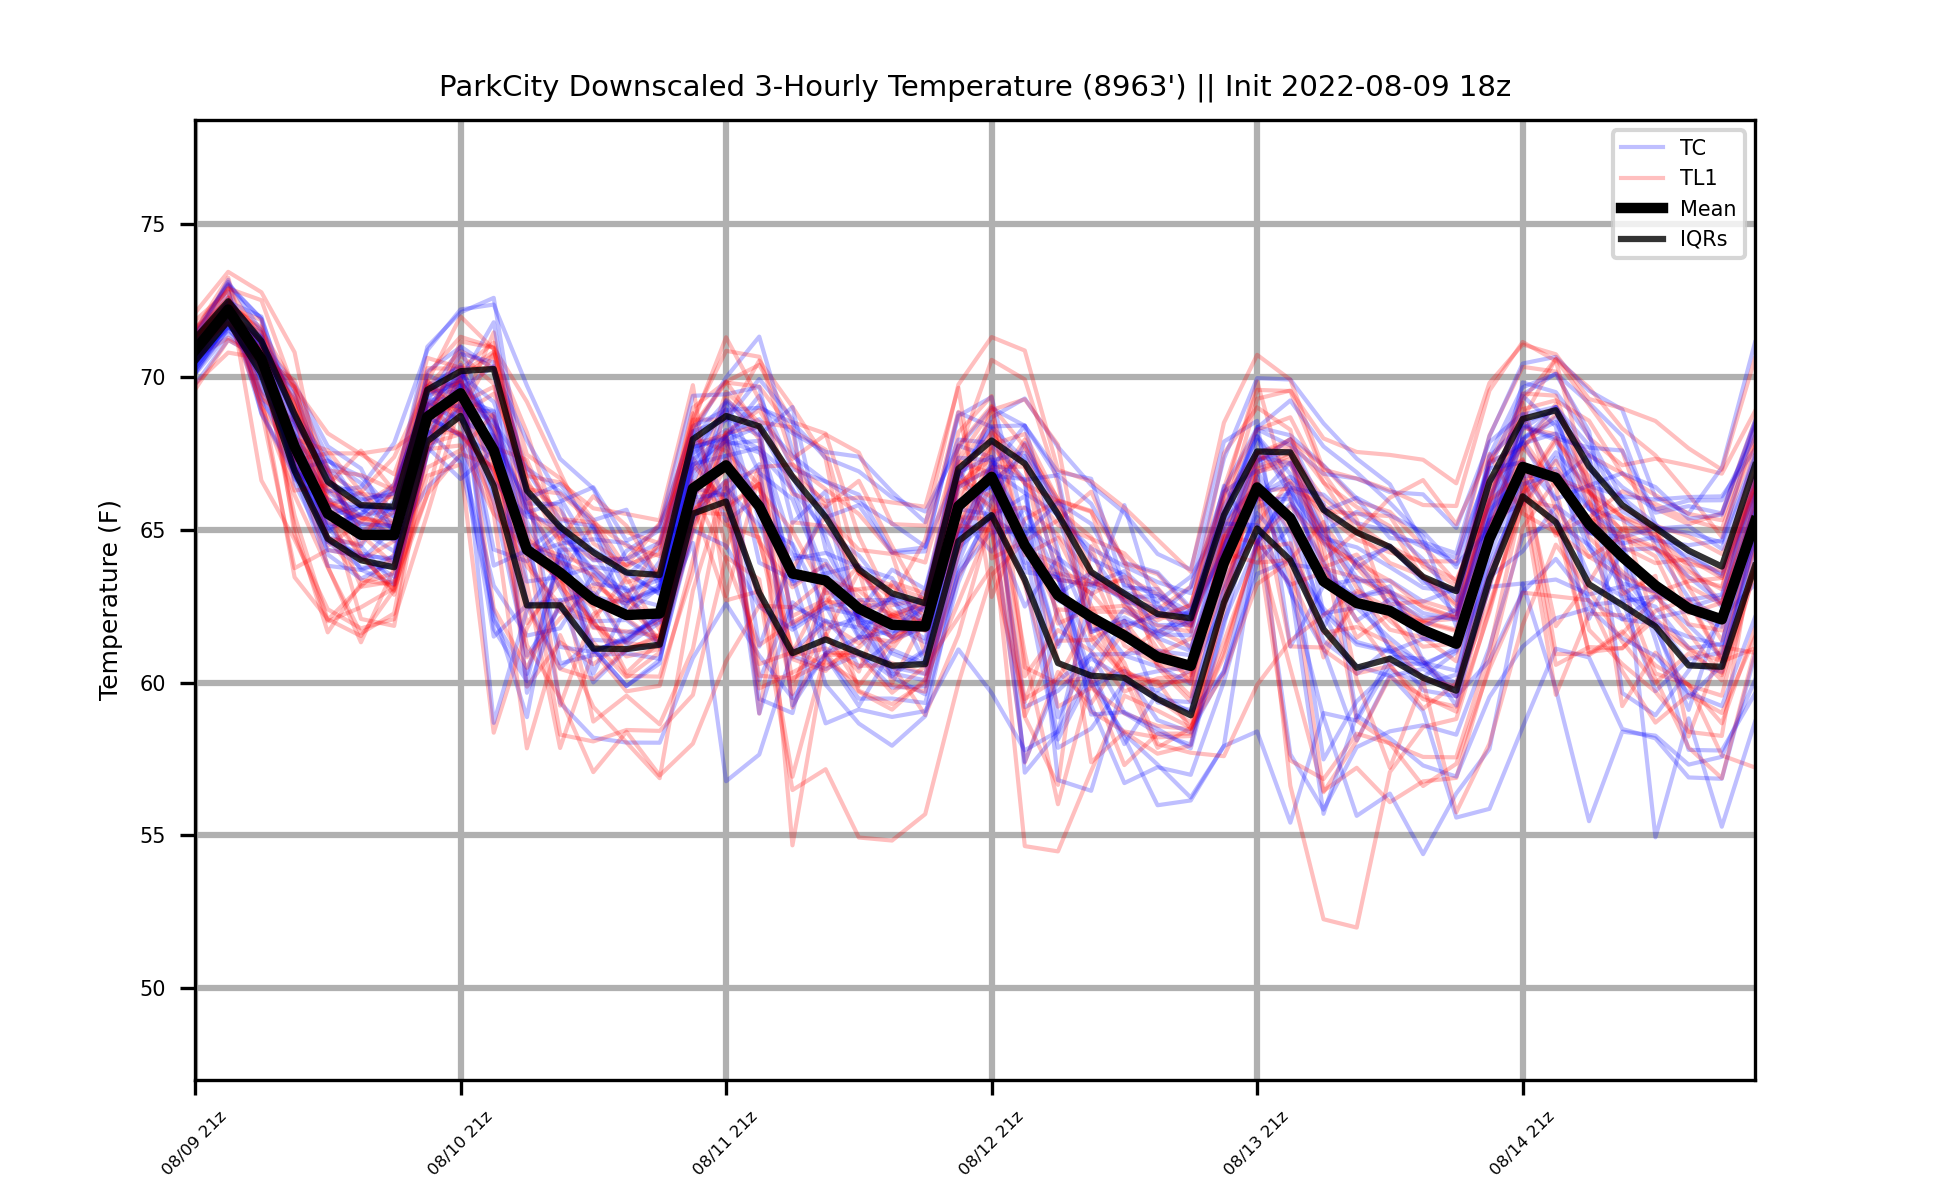 ParkCity Downscaled 3-Hourly Temperature (8963') || Init 2022-08-09 18z
TC
TL1
Mean
IQRs
Temperature (F)
75
70
65
60
55
50
08/09 21z
08/10 21z
08/11 21z
08/12 21z
08/13 21z
08/14 21z